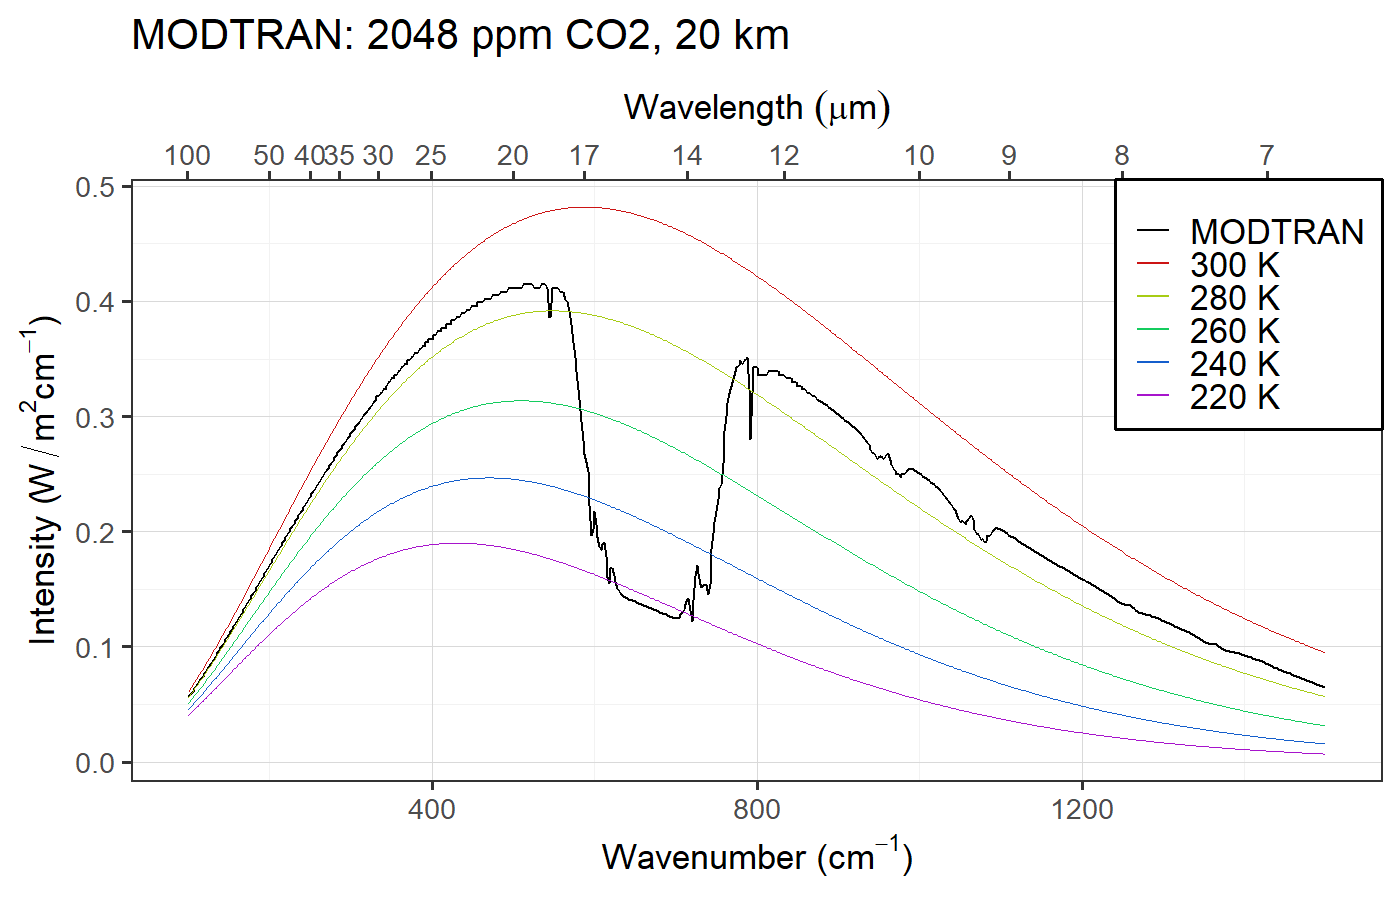 MODTRAN: 2048 ppm CO2, 20 km
Wavelength (μm)
100 50 40 35 30 25 20 17 14 12 10 9 8 7
0.5
0.4
0.3
0.2
0.1
0.0
Intensity (W / m²cm⁻¹)
MODTRAN
300 K
280 K
260 K
240 K
220 K
400 800 1200
Wavenumber (cm⁻¹)